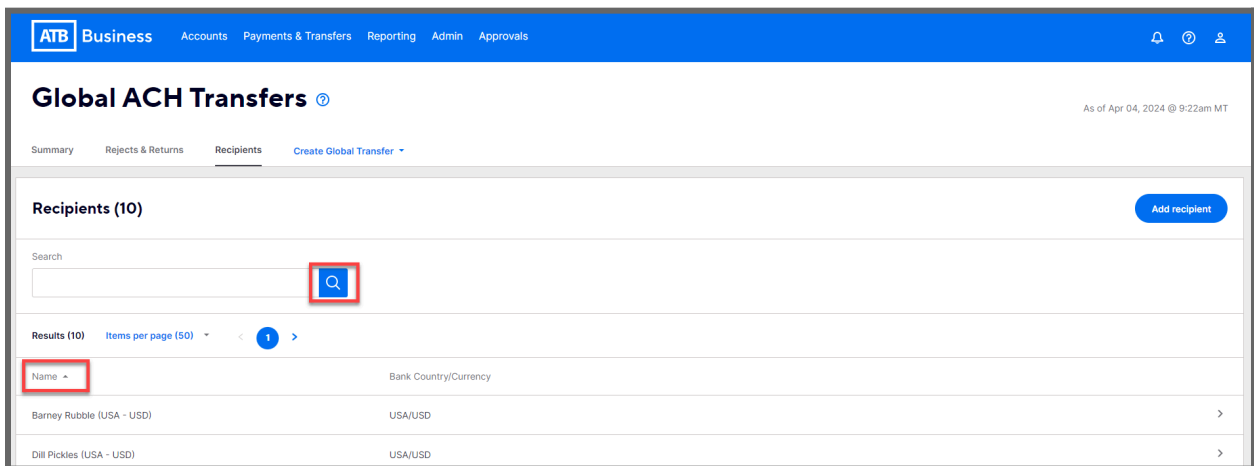 ATB Business Accounts Payments & Transfers Reporting Admin Approvals
Global ACH Transfers
As of Apr 04, 2024 @ 9:22am MT
Summary Rejects & Returns Recipients Create Global Transfer
Recipients (10) Add recipient
Search
Results (10) Items per page (50) < 1 >
Name Bank Country/Currency
Barney Rubble (USA - USD) USA/USD >
Dill Pickles (USA - USD) USA/USD >